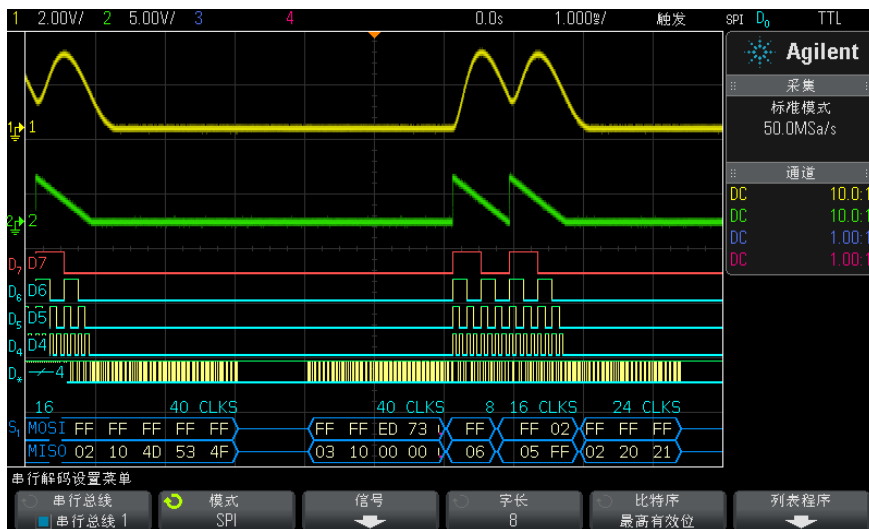 1 2.00V/ 2 5.00V/ 3 4 0.0s 1.000㎳/ 触发 SPI D₀ TTL
Agilent
采集
标准模式
50.0MSa/s
通道
DC 10.0:1
DC 10.0:1
DC 1.00:1
DC 1.00:1
1 1
2 2
D₇ D7
D₆ D6
D₅ D5
D₄ D4
D* 4
16 40 CLKS 40 CLKS 8 16 CLKS 24 CLKS
S₁ MOSI FF FF FF FF FF FF FF ED 73 FF FF 02 FF FF FF
MISO 02 10 4D 53 4F 03 10 00 00 06 05 FF 02 20 21
串行解码设置菜单
串行总线 模式 信号 字长 比特序 列表程序
串行总线 1 SPI 8 最高有效位